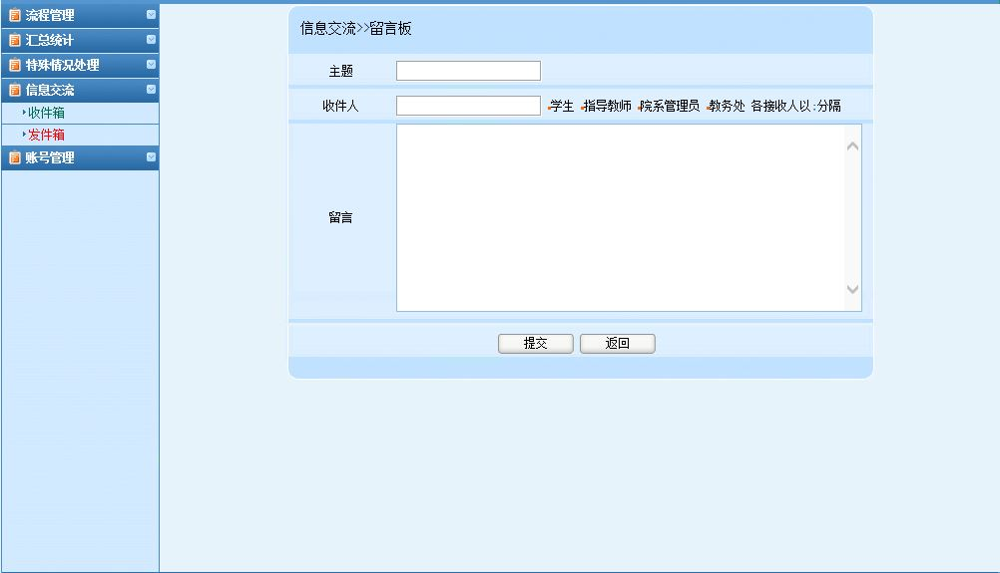 流程管理
汇总统计
特殊情况处理
信息交流
收件箱
发件箱
账号管理
信息交流>>留言板
主题
收件人 学生 指导教师 院系管理员 教务处 各接收人以;分隔
留言
提交 返回